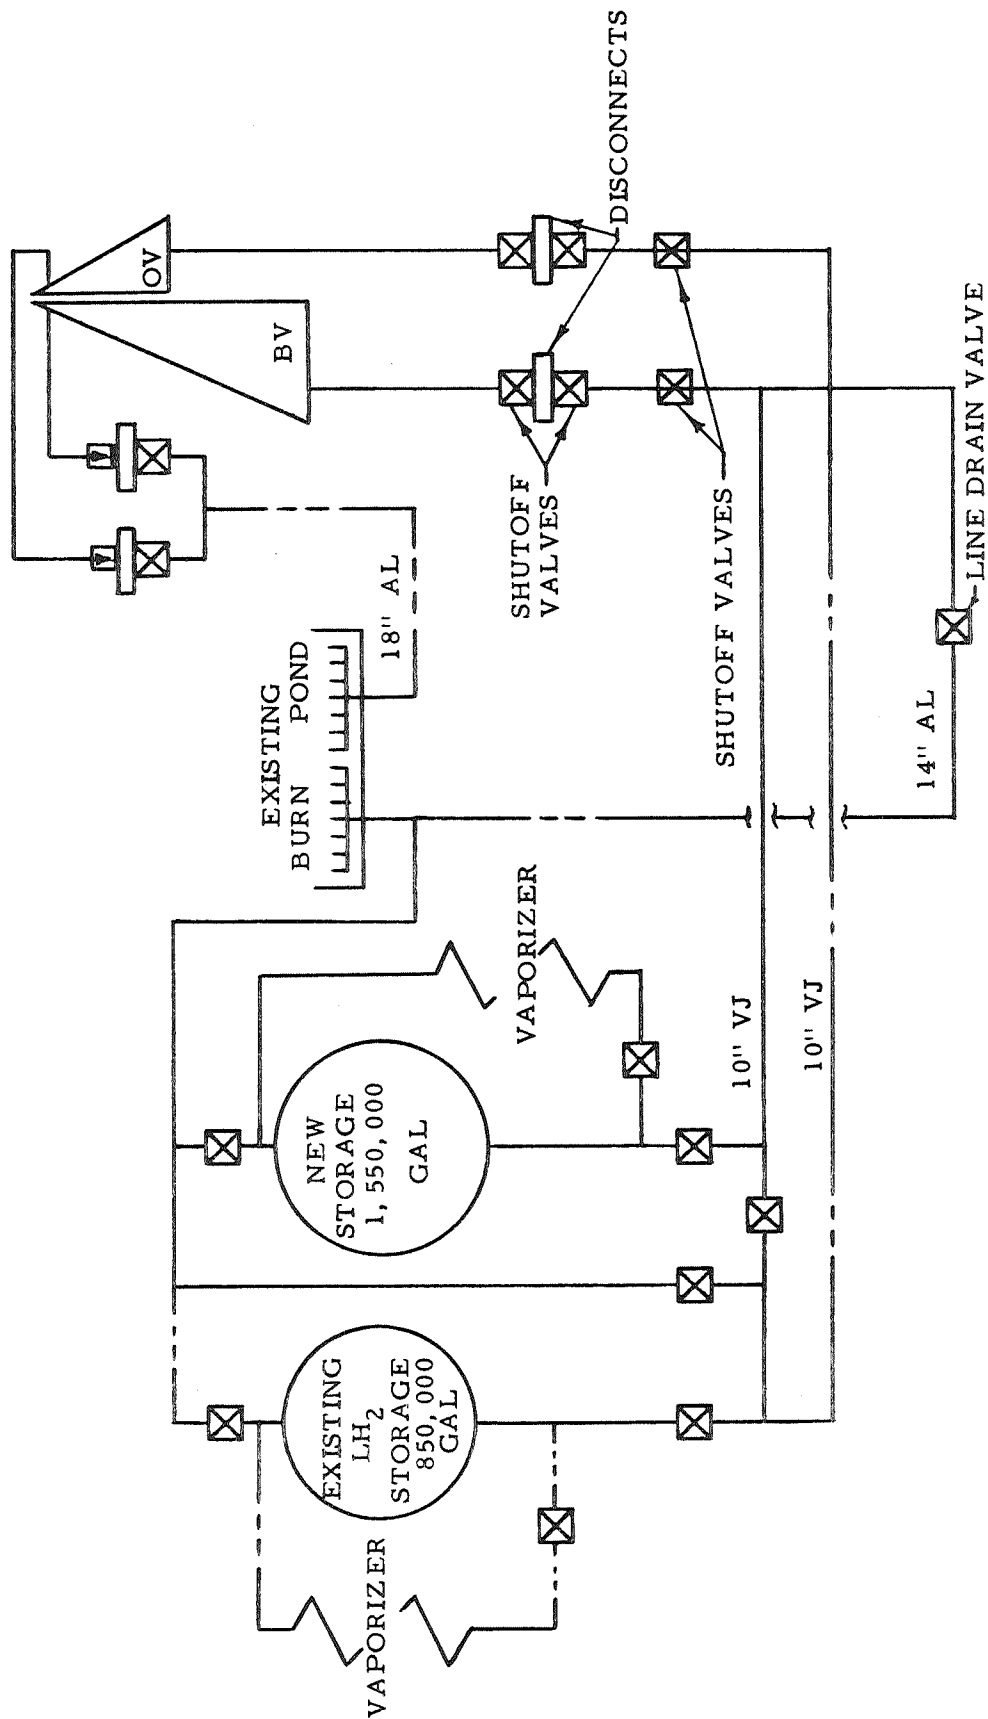 VAPORIZER
EXISTING
LH2
STORAGE
850, 000
GAL
NEW
STORAGE
1, 550, 000
GAL
VAPORIZER
10" VJ
10" VJ
EXISTING
BURN POND
18" AL
14" AL
SHUTOFF
VALVES
SHUTOFF VALVES
LINE DRAIN VALVE
BV
OV
DISCONNECTS